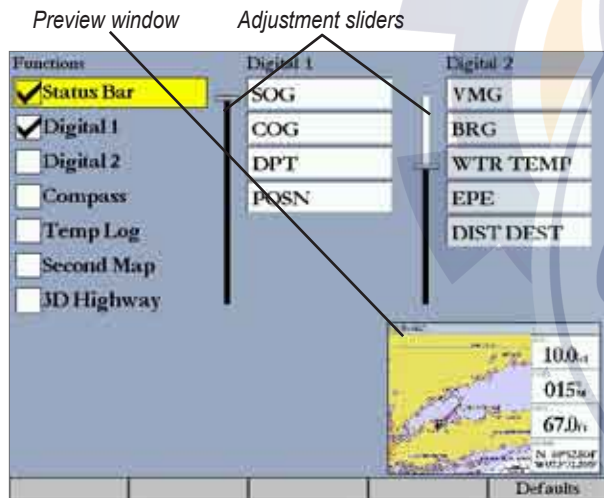 Preview window
Adjustment sliders
Functions
Status Bar
Digital 1
Digital 2
Compass
Temp Log
Second Map
3D Highway
Digital 1
SOG
COG
DPT
POSN
Digital 2
VMG
BRG
WTR TEMP
EPE
DIST DEST
10.0
015
67.0
Defaults